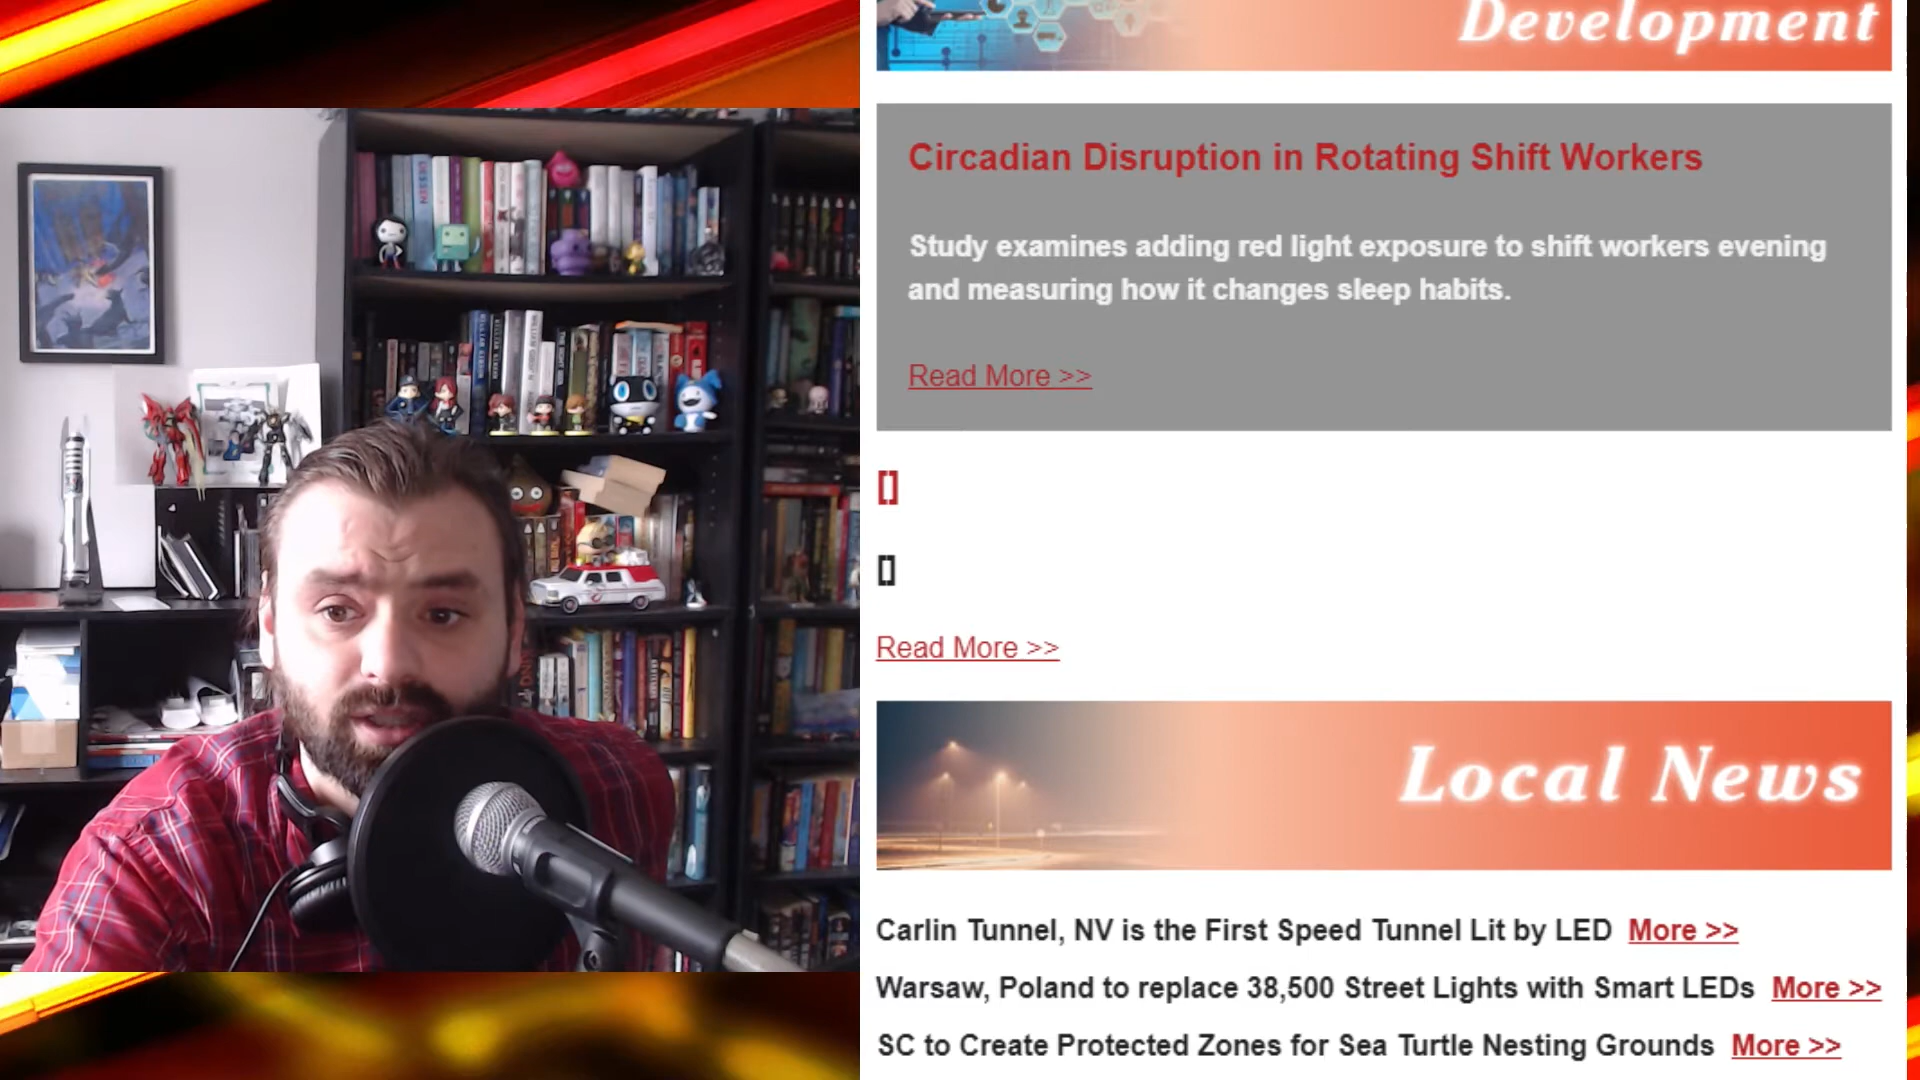 Development
Circadian Disruption in Rotating Shift Workers
Study examines adding red light exposure to shift workers evening
and measuring how it changes sleep habits.
Read More >>
[]
[]
Read More >>
Local News
Carlin Tunnel, NV is the First Speed Tunnel Lit by LED More >>
Warsaw, Poland to replace 38,500 Street Lights with Smart LEDs More >>
SC to Create Protected Zones for Sea Turtle Nesting Grounds More >>